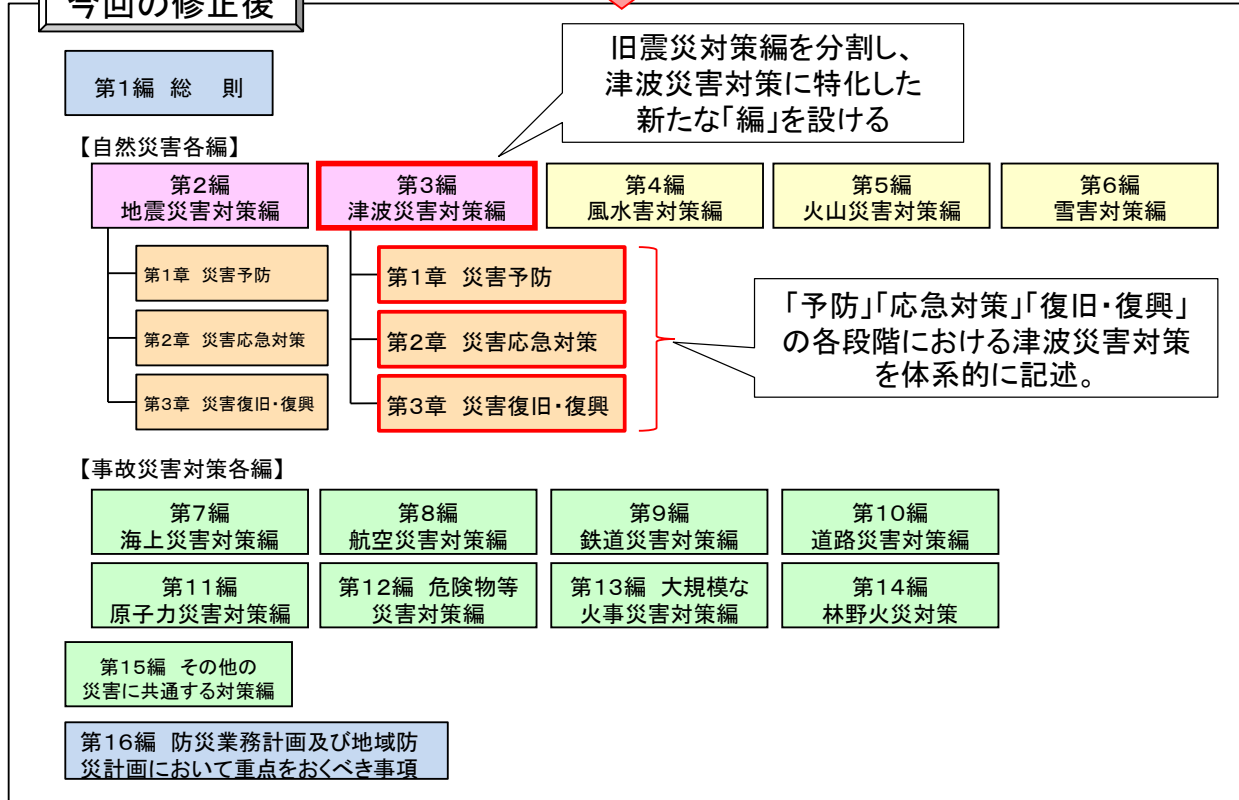 今回の修正後
旧震災対策編を分割し、
津波災害対策に特化した
新たな「編」を設ける
第1編 総 則
【自然災害各編】
第2編
地震災害対策編
第3編
津波災害対策編
第4編
風水害対策編
第5編
火山災害対策編
第6編
雪害対策編
第1章 災害予防
第2章 災害応急対策
第3章 災害復旧・復興
第1章 災害予防
第2章 災害応急対策
第3章 災害復旧・復興
「予防」「応急対策」「復旧・復興」
の各段階における津波災害対策
を体系的に記述。
【事故災害対策各編】
第7編
海上災害対策編
第8編
航空災害対策編
第9編
鉄道災害対策編
第10編
道路災害対策編
第11編
原子力災害対策編
第12編 危険物等
災害対策編
第13編 大規模な
火事災害対策編
第14編
林野火災対策
第15編 その他の
災害に共通する対策編
第16編 防災業務計画及び地域防
災計画において重点をおくべき事項